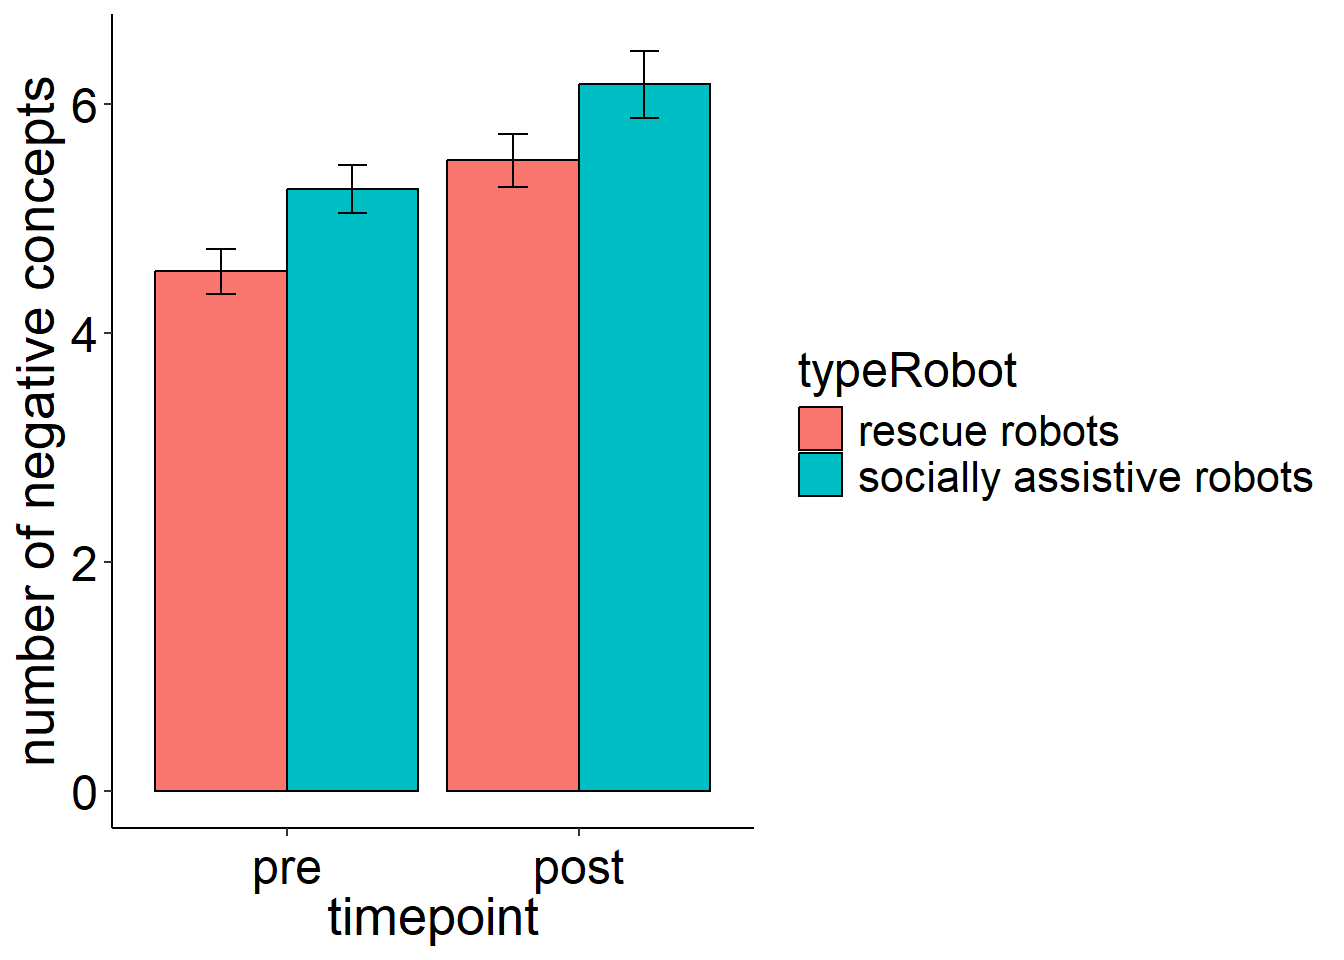 number of negative concepts
6
4
2
0
pre post
timepoint
typeRobot
rescue robots
socially assistive robots